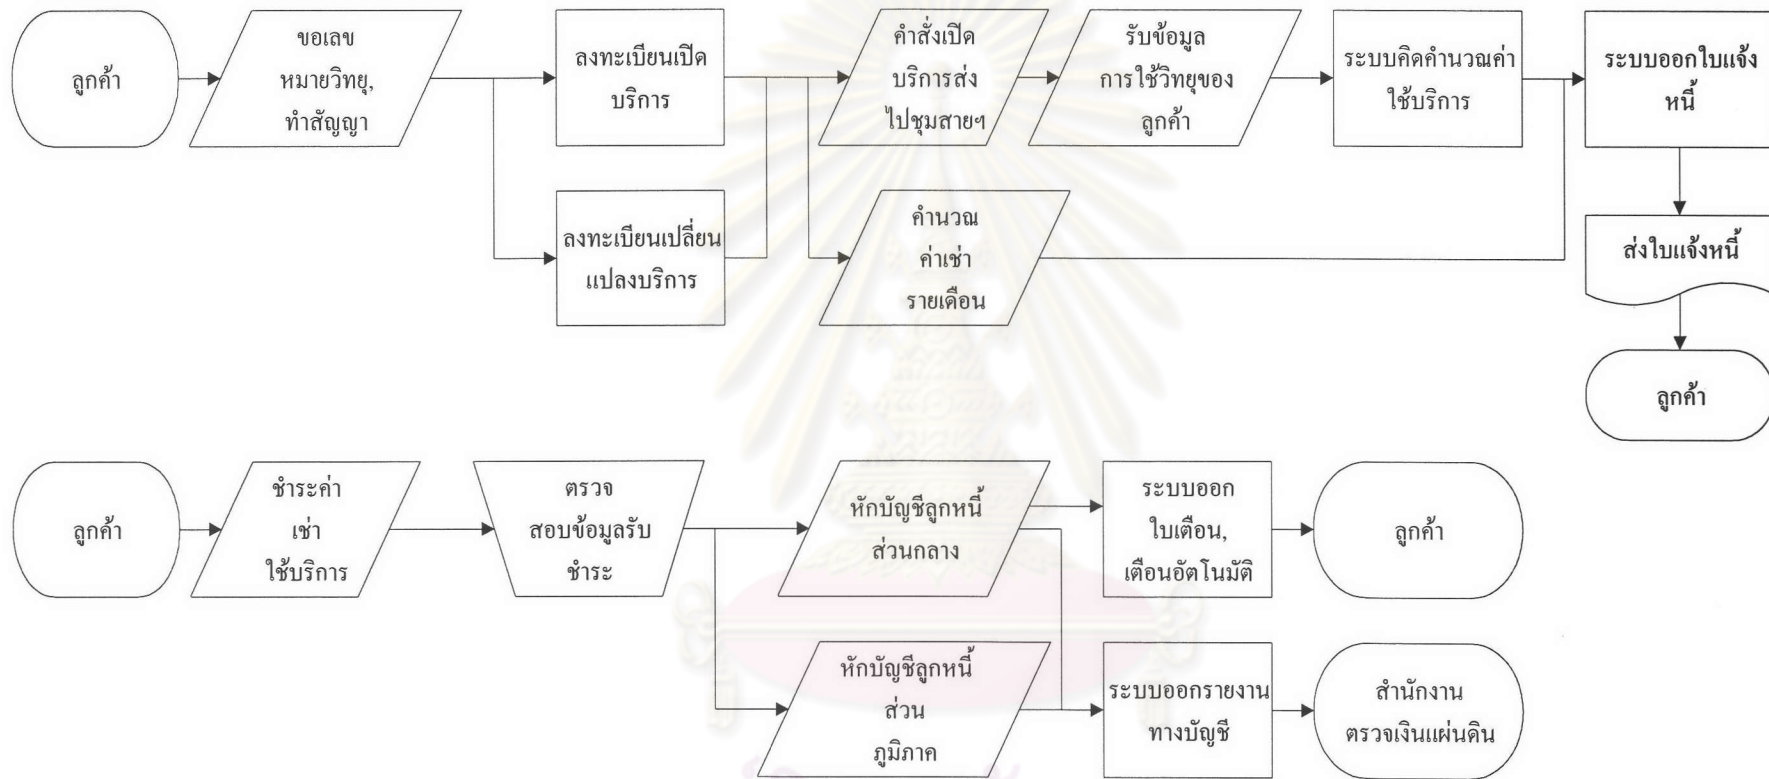 ลูกค้า
ขอเลข
หมายวิทยุ,
ทำสัญญา
ลงทะเบียนเปิด
บริการ
คำสั่งเปิด
บริการส่ง
ไปชุมสายฯ
รับข้อมูล
การใช้วิทยุของ
ลูกค้า
ระบบคิดคำนวณค่า
ใช้บริการ
ระบบออกใบแจ้ง
หนี้
ลงทะเบียนเปลี่ยน
แปลงบริการ
คำนวณ
ค่าเช่า
รายเดือน
ส่งใบแจ้งหนี้
ลูกค้า
ลูกค้า
ชำระค่า
เช่า
ใช้บริการ
ตรวจ
สอบข้อมูลรับ
ชำระ
หักบัญชีลูกหนี้
ส่วนกลาง
ระบบออก
ใบเตือน,
เตือนอัตโนมัติ
ลูกค้า
หักบัญชีลูกหนี้
ส่วน
ภูมิภาค
ระบบออกรายงาน
ทางบัญชี
สำนักงาน
ตรวจเงินแผ่นดิน